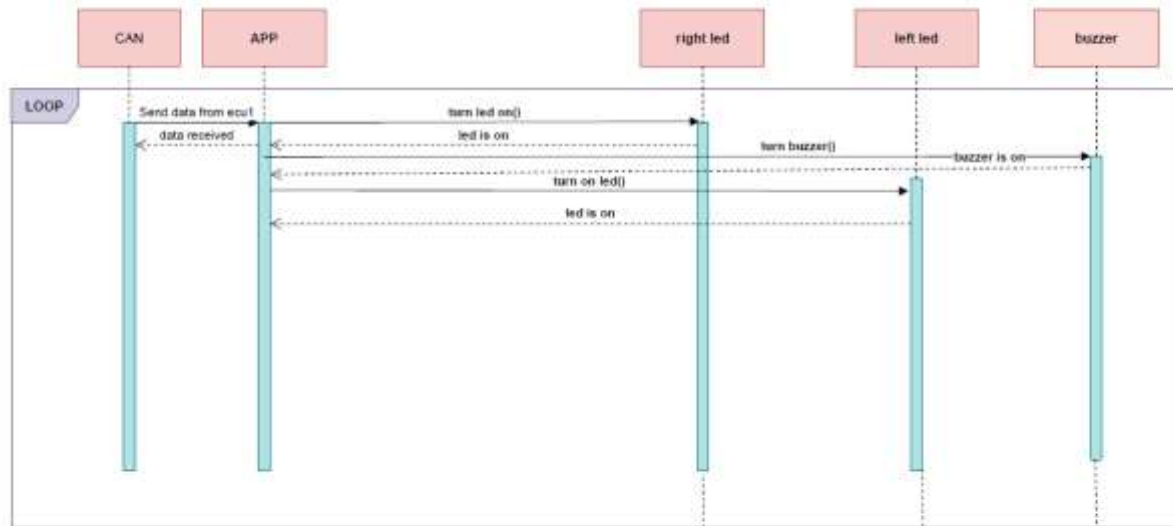 CAN
APP
right led
left led
buzzer
LOOP
Send data from ecu1
turn led on()
data received
led is on
turn buzzer()
buzzer is on
turn on led()
led is on